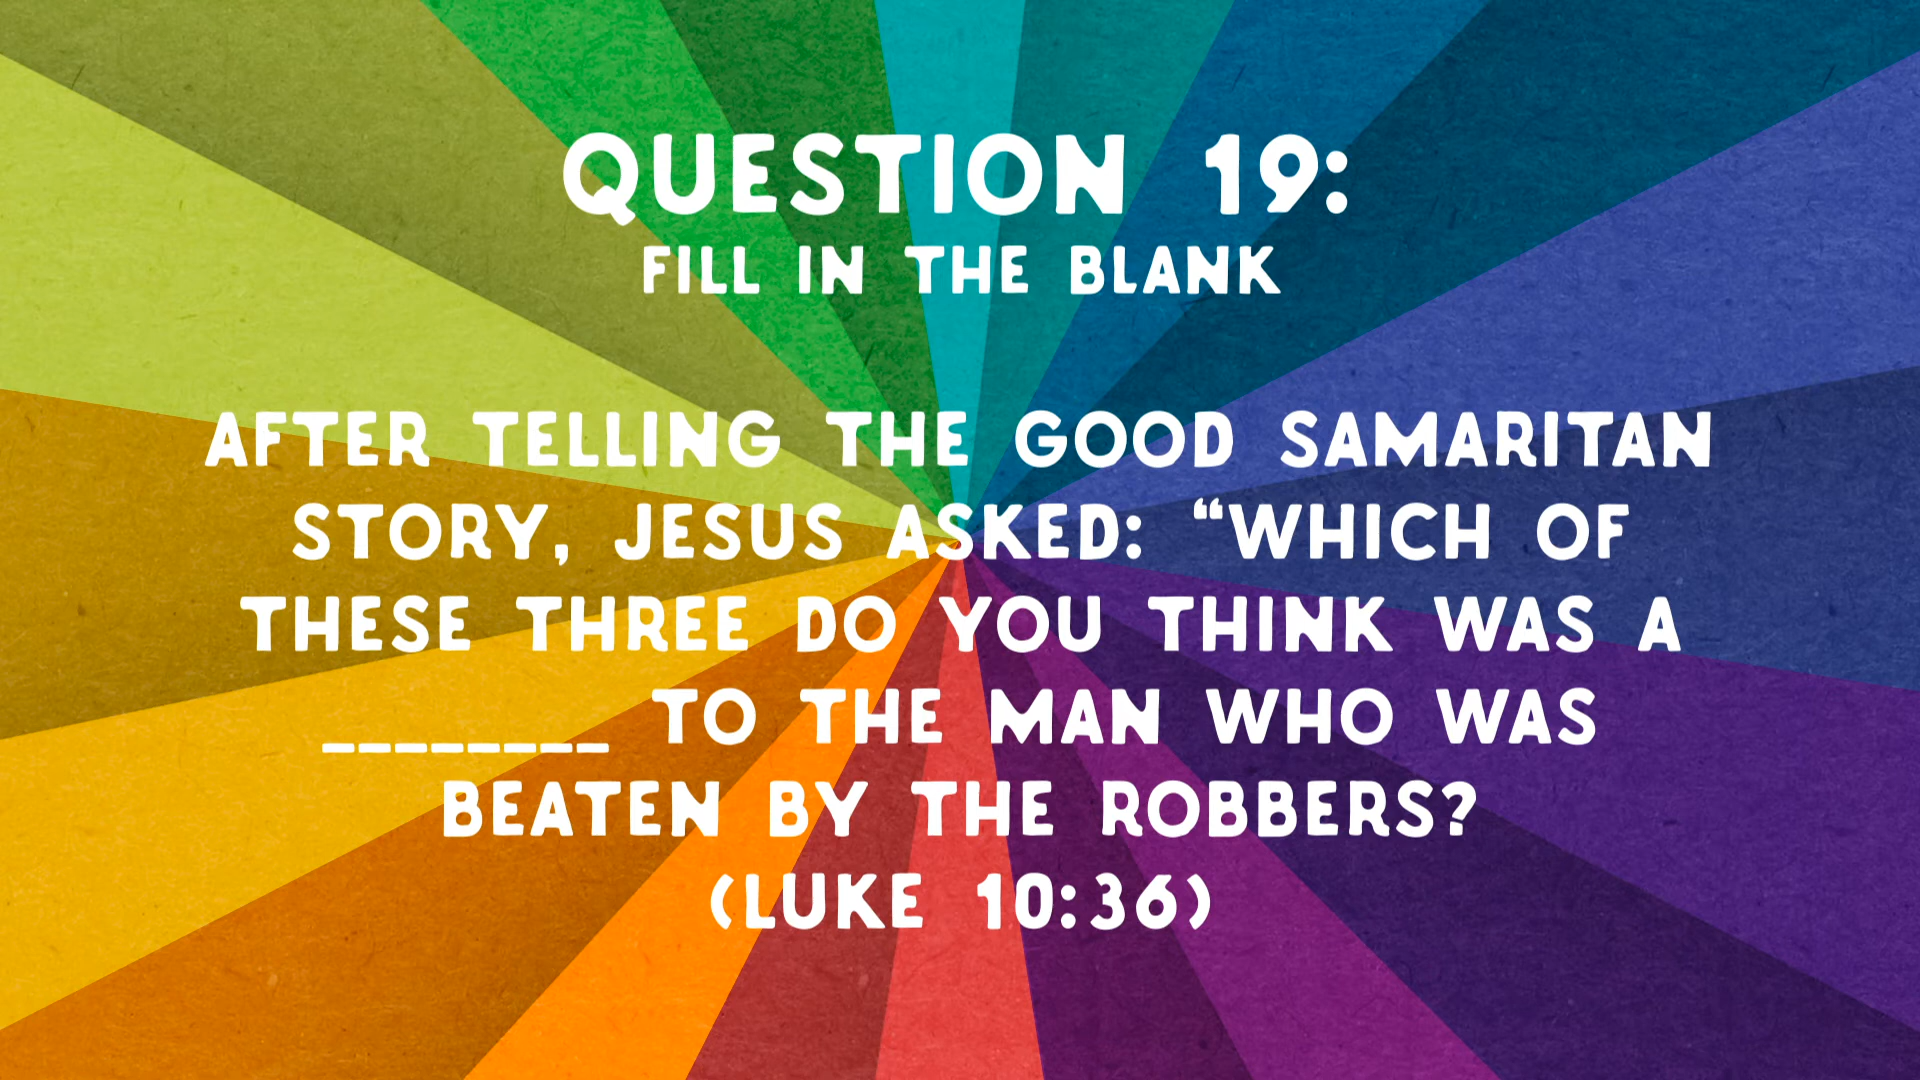 QUESTION 19:
FILL IN THE BLANK
AFTER TELLING THE GOOD SAMARITAN
STORY, JESUS ASKED: “WHICH OF
THESE THREE DO YOU THINK WAS A
________ TO THE MAN WHO WAS
BEATEN BY THE ROBBERS?
(LUKE 10:36)